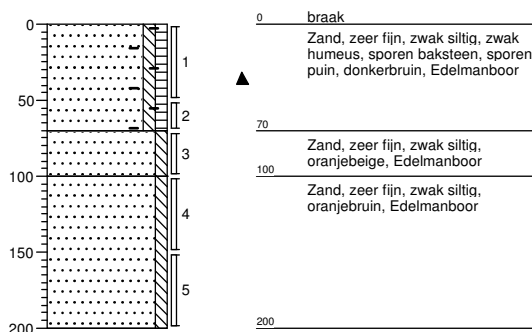 0
50
100
150
200
1
2
3
4
5
0 braak
Zand, zeer fijn, zwak siltig, zwak
humeus, sporen baksteen, sporen
puin, donkerbruin, Edelmanboor
70
Zand, zeer fijn, zwak siltig,
oranjebeige, Edelmanboor
100
Zand, zeer fijn, zwak siltig,
oranjebruin, Edelmanboor
200